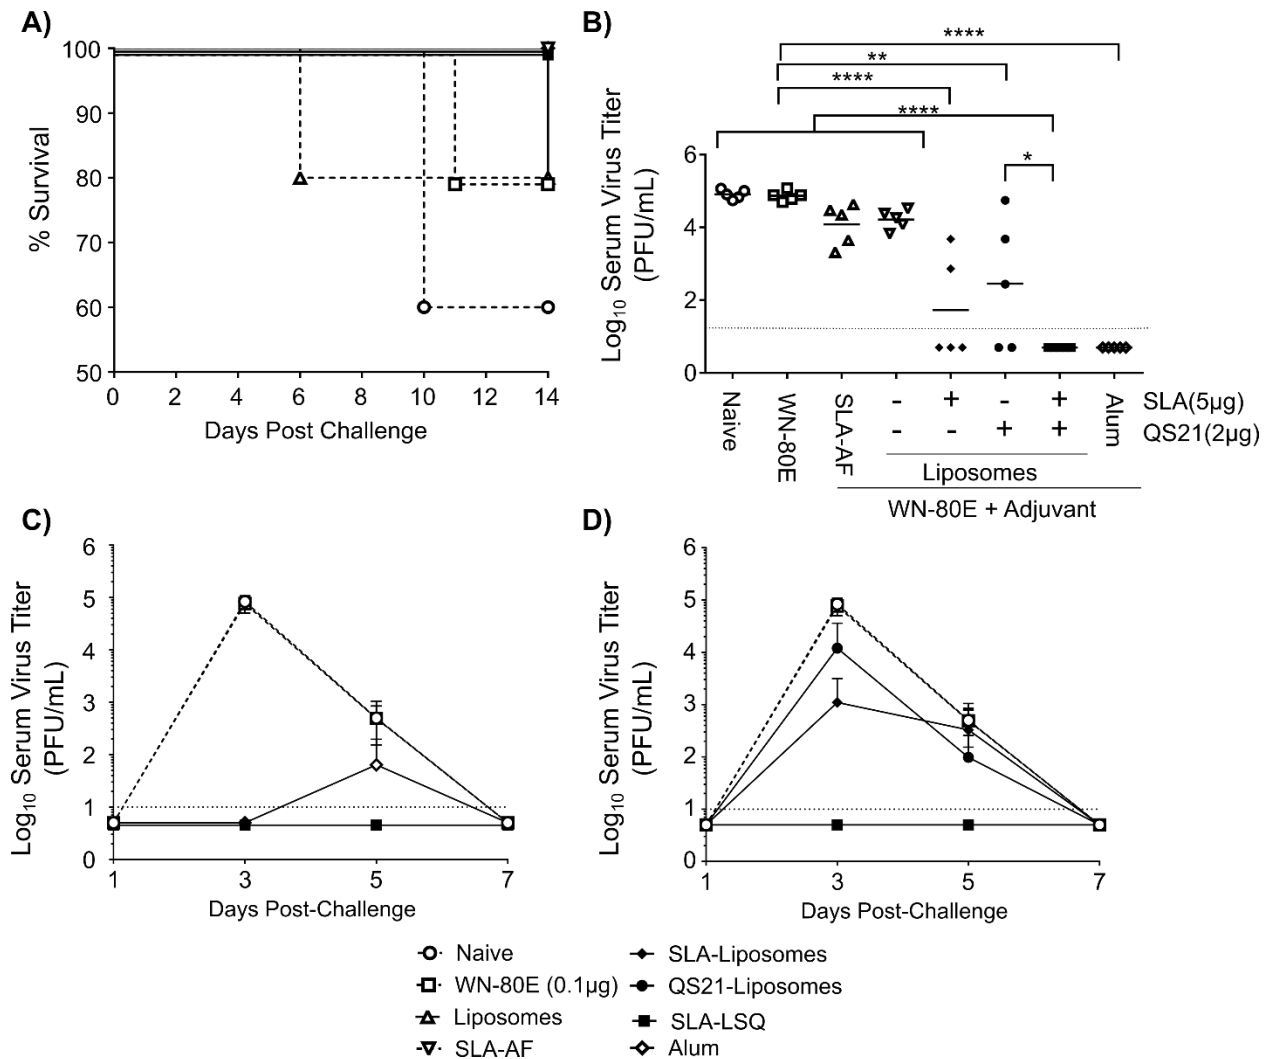 A)
100
90
80
70
60
50
% Survival
0 2 4 6 8 10 12 14
Days Post Challenge
B)
****
**
****
****
*
6
4
2
0
Log10 Serum Virus Titer
(PFU/mL)
Naive
WN-80E
SLA-AF
- + - + SLA(5µg)
- - + + QS21(2µg)
Alum
Liposomes
WN-80E + Adjuvant
C)
6
5
4
3
2
1
0
Log10 Serum Virus Titer
(PFU/mL)
1 3 5 7
Days Post-Challenge
D)
6
5
4
3
2
1
0
Log10 Serum Virus Titer
(PFU/mL)
1 3 5 7
Days Post-Challenge
Naive
WN-80E (0.1µg)
Liposomes
SLA-AF
SLA-Liposomes
QS21-Liposomes
SLA-LSQ
Alum